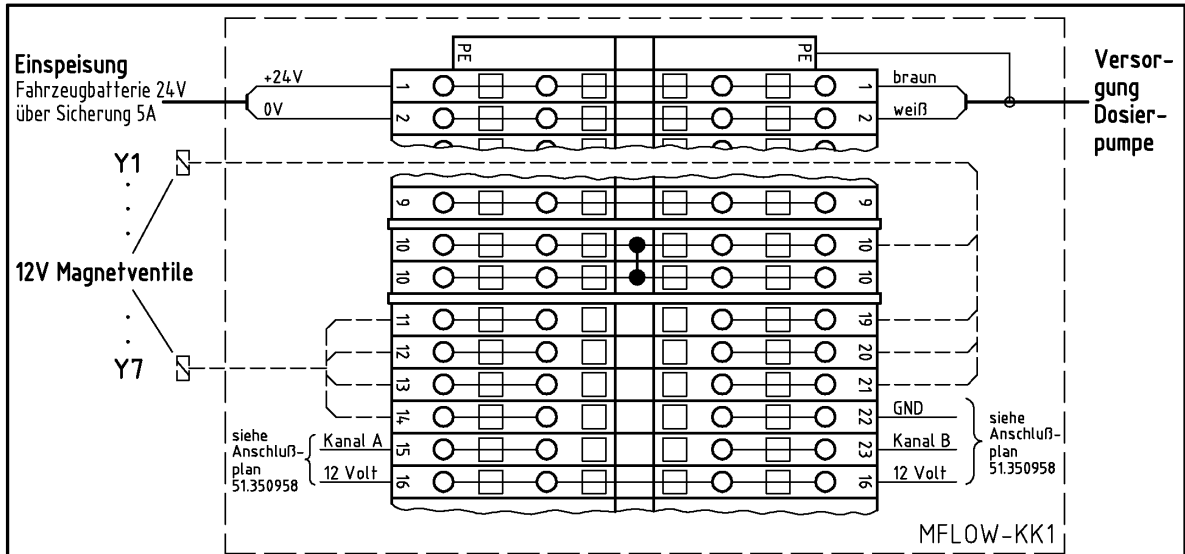 PE PE
Einspeisung
Fahrzeugbatterie 24V
über Sicherung 5A
+24V
0V
1 1
2 2
braun
weiß
Versor-
gung
Dosier-
pumpe
Y1
12V Magnetventile
Y7
9 9
10 10
10 10
11 19
12 20
13 21
14 22 GND
siehe
Anschluß-
plan
51.350958
Kanal A 15 23 Kanal B
12 Volt 16 16 12 Volt
siehe
Anschluß-
plan
51.350958
MFLOW-KK1